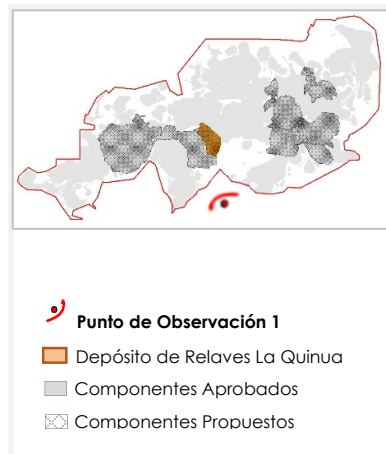 Punto de Observación 1
Depósito de Relaves La Quinua
Componentes Aprobados
Componentes Propuestos